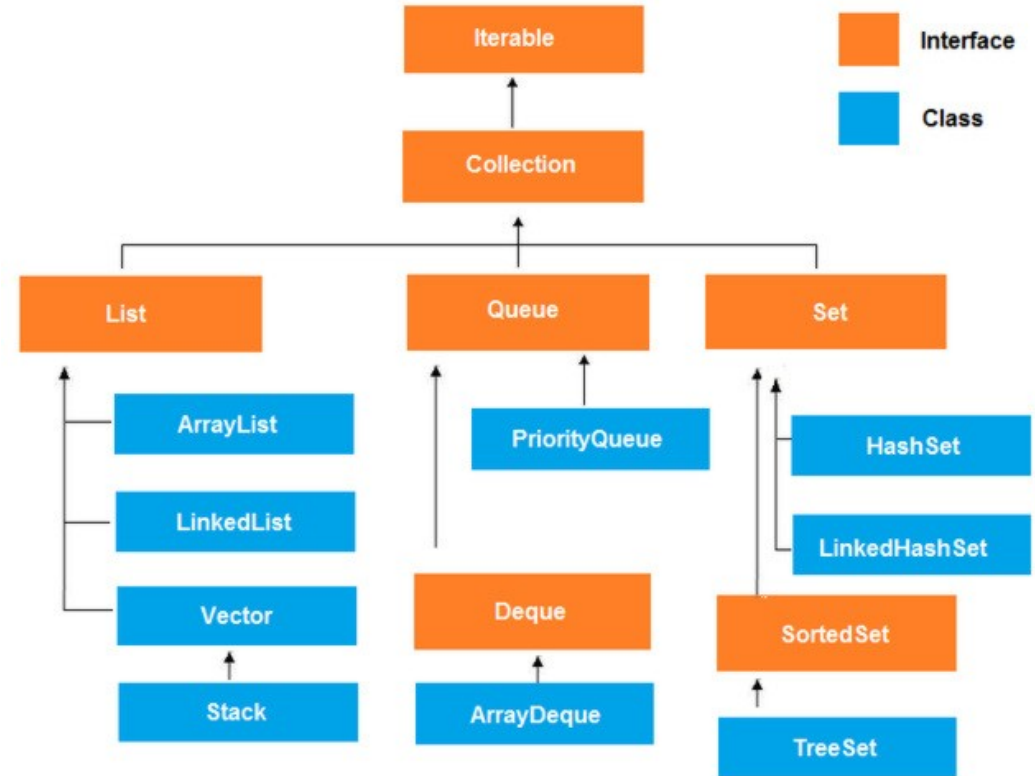 Iterable
Interface
Class
Collection
List
Queue
Set
ArrayList
PriorityQueue
HashSet
LinkedList
LinkedHashSet
Vector
Deque
SortedSet
Stack
ArrayDeque
TreeSet